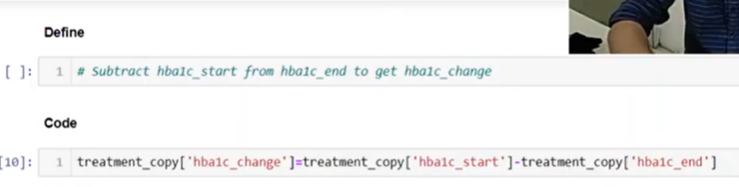 Define
[ ]: 1 # Subtract hba1c_start from hba1c_end to get hba1c_change
Code
[10]: 1 treatment_copy['hba1c_change']=treatment_copy['hba1c_start']-treatment_copy['hba1c_end']